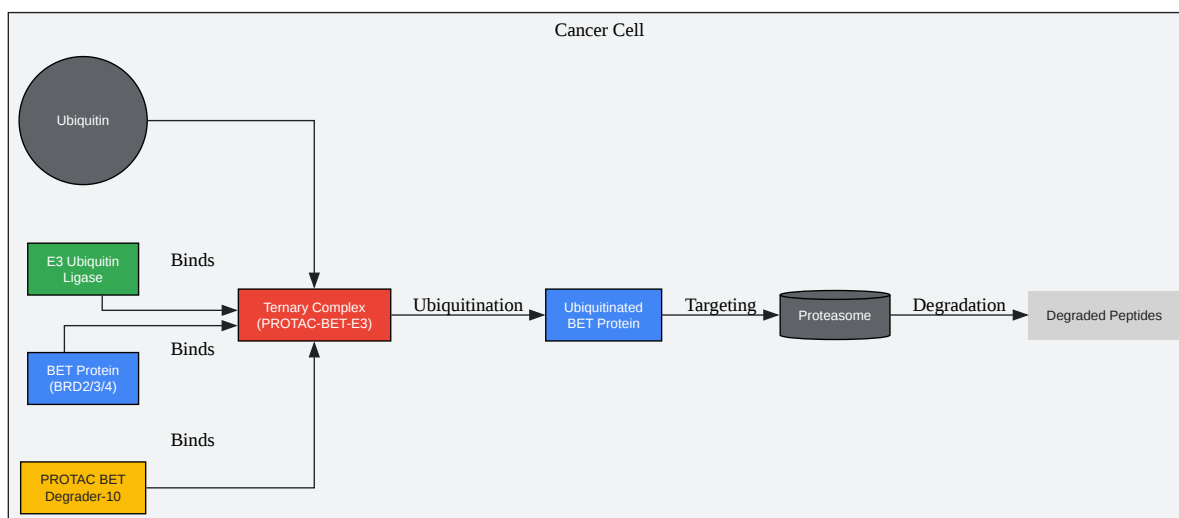 Cancer Cell
Ubiquitin
E3 Ubiquitin
Ligase
Binds
Ternary Complex
(PROTAC-BET-E3)
Ubiquitination
Ubiquitinated
BET Protein
Targeting
Proteasome
Degradation
Degraded Peptides
Binds
BET Protein
(BRD2/3/4)
Binds
PROTAC BET
Degrader-10